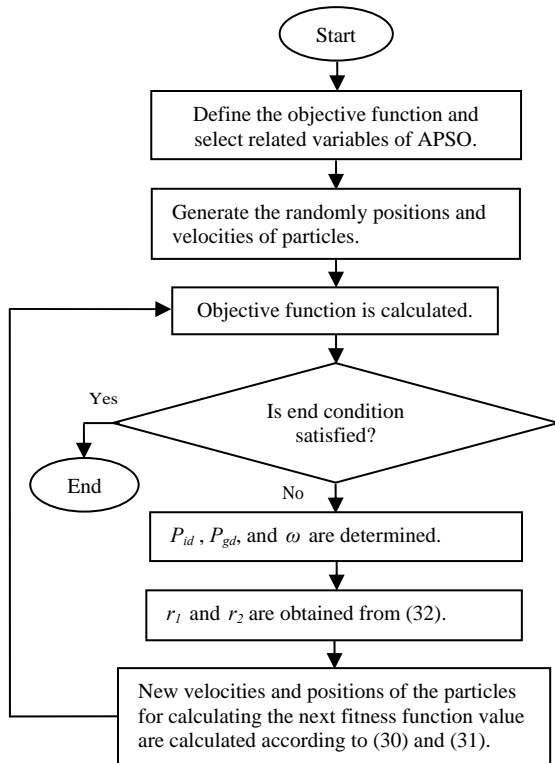 Start
Define the objective function and
select related variables of APSO.
Generate the randomly positions and
velocities of particles.
Objective function is calculated.
Yes
Is end condition
satisfied?
End
No
P_id , P_gd, and ω are determined.
r_1 and r_2 are obtained from (32).
New velocities and positions of the particles
for calculating the next fitness function value
are calculated according to (30) and (31).